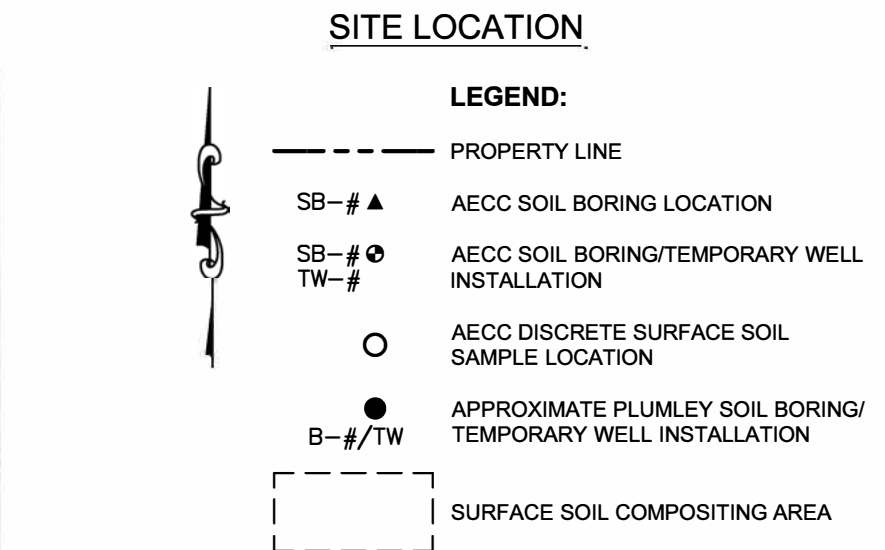 SITE LOCATION
LEGEND:
PROPERTY LINE
SB-# AECC SOIL BORING LOCATION
SB-# AECC SOIL BORING/TEMPORARY WELL
TW-# INSTALLATION
AECC DISCRETE SURFACE SOIL
SAMPLE LOCATION
APPROXIMATE PLUMLEY SOIL BORING/
B-#/TW TEMPORARY WELL INSTALLATION
SURFACE SOIL COMPOSITING AREA